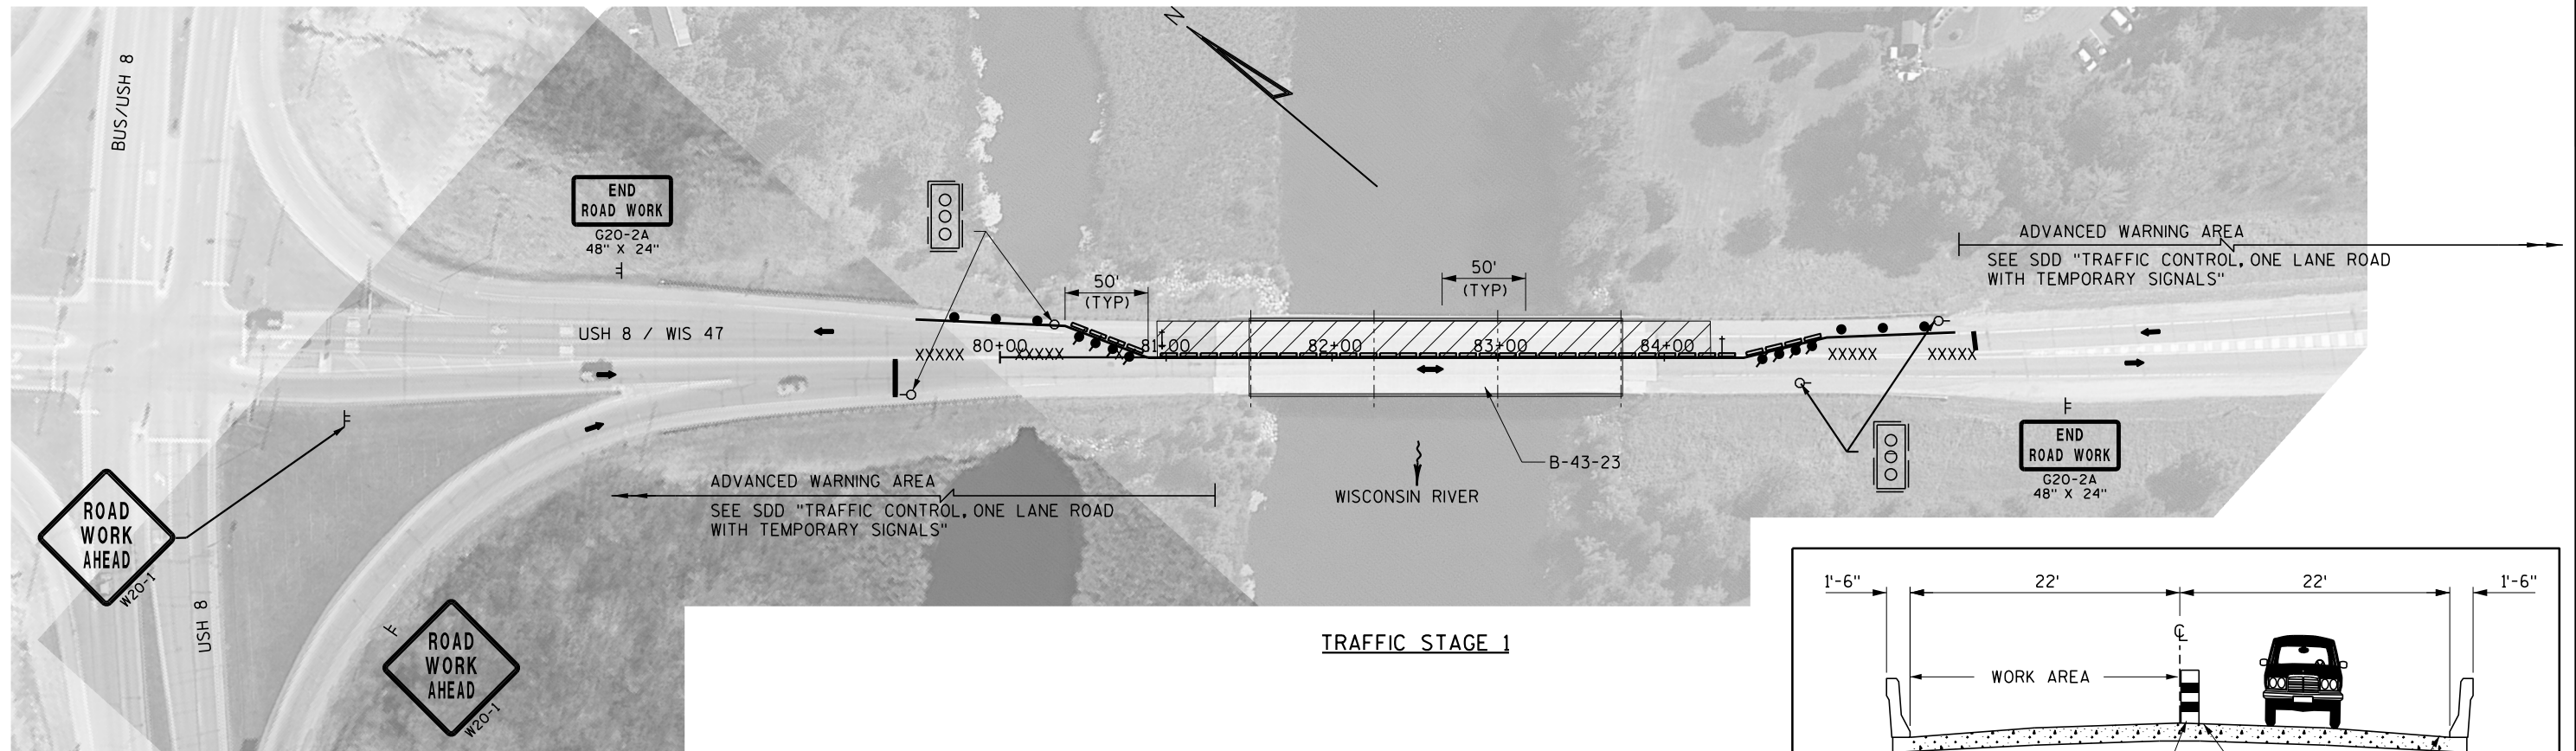 N
BUS/USH 8
END
ROAD WORK
G20-2A
48" X 24"
50'
(TYP)
50'
(TYP)
ADVANCED WARNING AREA
SEE SDD "TRAFFIC CONTROL, ONE LANE ROAD
WITH TEMPORARY SIGNALS"
USH 8 / WIS 47
XXXXX
80+00
XXXXX
81+00
82+00
83+00
84+00
XXXXX
XXXXX
B-43-23
WISCONSIN RIVER
END
ROAD WORK
G20-2A
48" X 24"
ADVANCED WARNING AREA
SEE SDD "TRAFFIC CONTROL, ONE LANE ROAD
WITH TEMPORARY SIGNALS"
ROAD
WORK
AHEAD
W20-1
USH 8
ROAD
WORK
AHEAD
W20-1
TRAFFIC STAGE 1
1'-6"
22'
22'
1'-6"
CL
WORK AREA